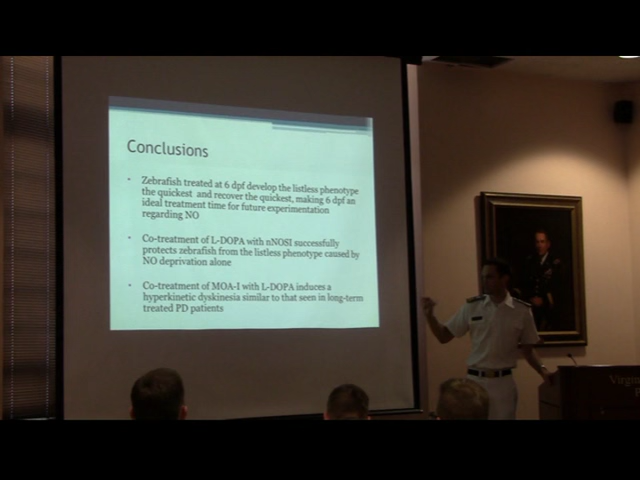 Conclusions
• Zebrafish treated at 6 dpf develop the listless phenotype
the quickest and recover the quickest, making 6 dpf an
ideal treatment time for future experimentation
regarding NO
• Co-treatment of L-DOPA with nNOSI successfully
protects zebrafish from the listless phenotype caused by
NO deprivation alone
• Co-treatment of MOA-I with L-DOPA induces a
hyperkinetic dyskinesia similar to that seen in long-term
treated PD patients